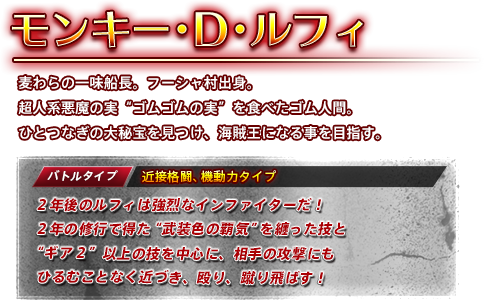 モンキー・D・ルフィ
麦わらの一味船長。フーシャ村出身。
超人系悪魔の実“ゴムゴムの実”を食べたゴム人間。
ひとつなぎの大秘宝を見つけ、海賊王になる事を目指す。
バトルタイプ 近接格闘、機動力タイプ
２年後のルフィは強烈なインファイターだ！
２年の修行で得た“武装色の覇気”を纏った技と
“ギア２”以上の技を中心に、相手の攻撃にも
ひるむことなく近づき、殴り、蹴り飛ばす！